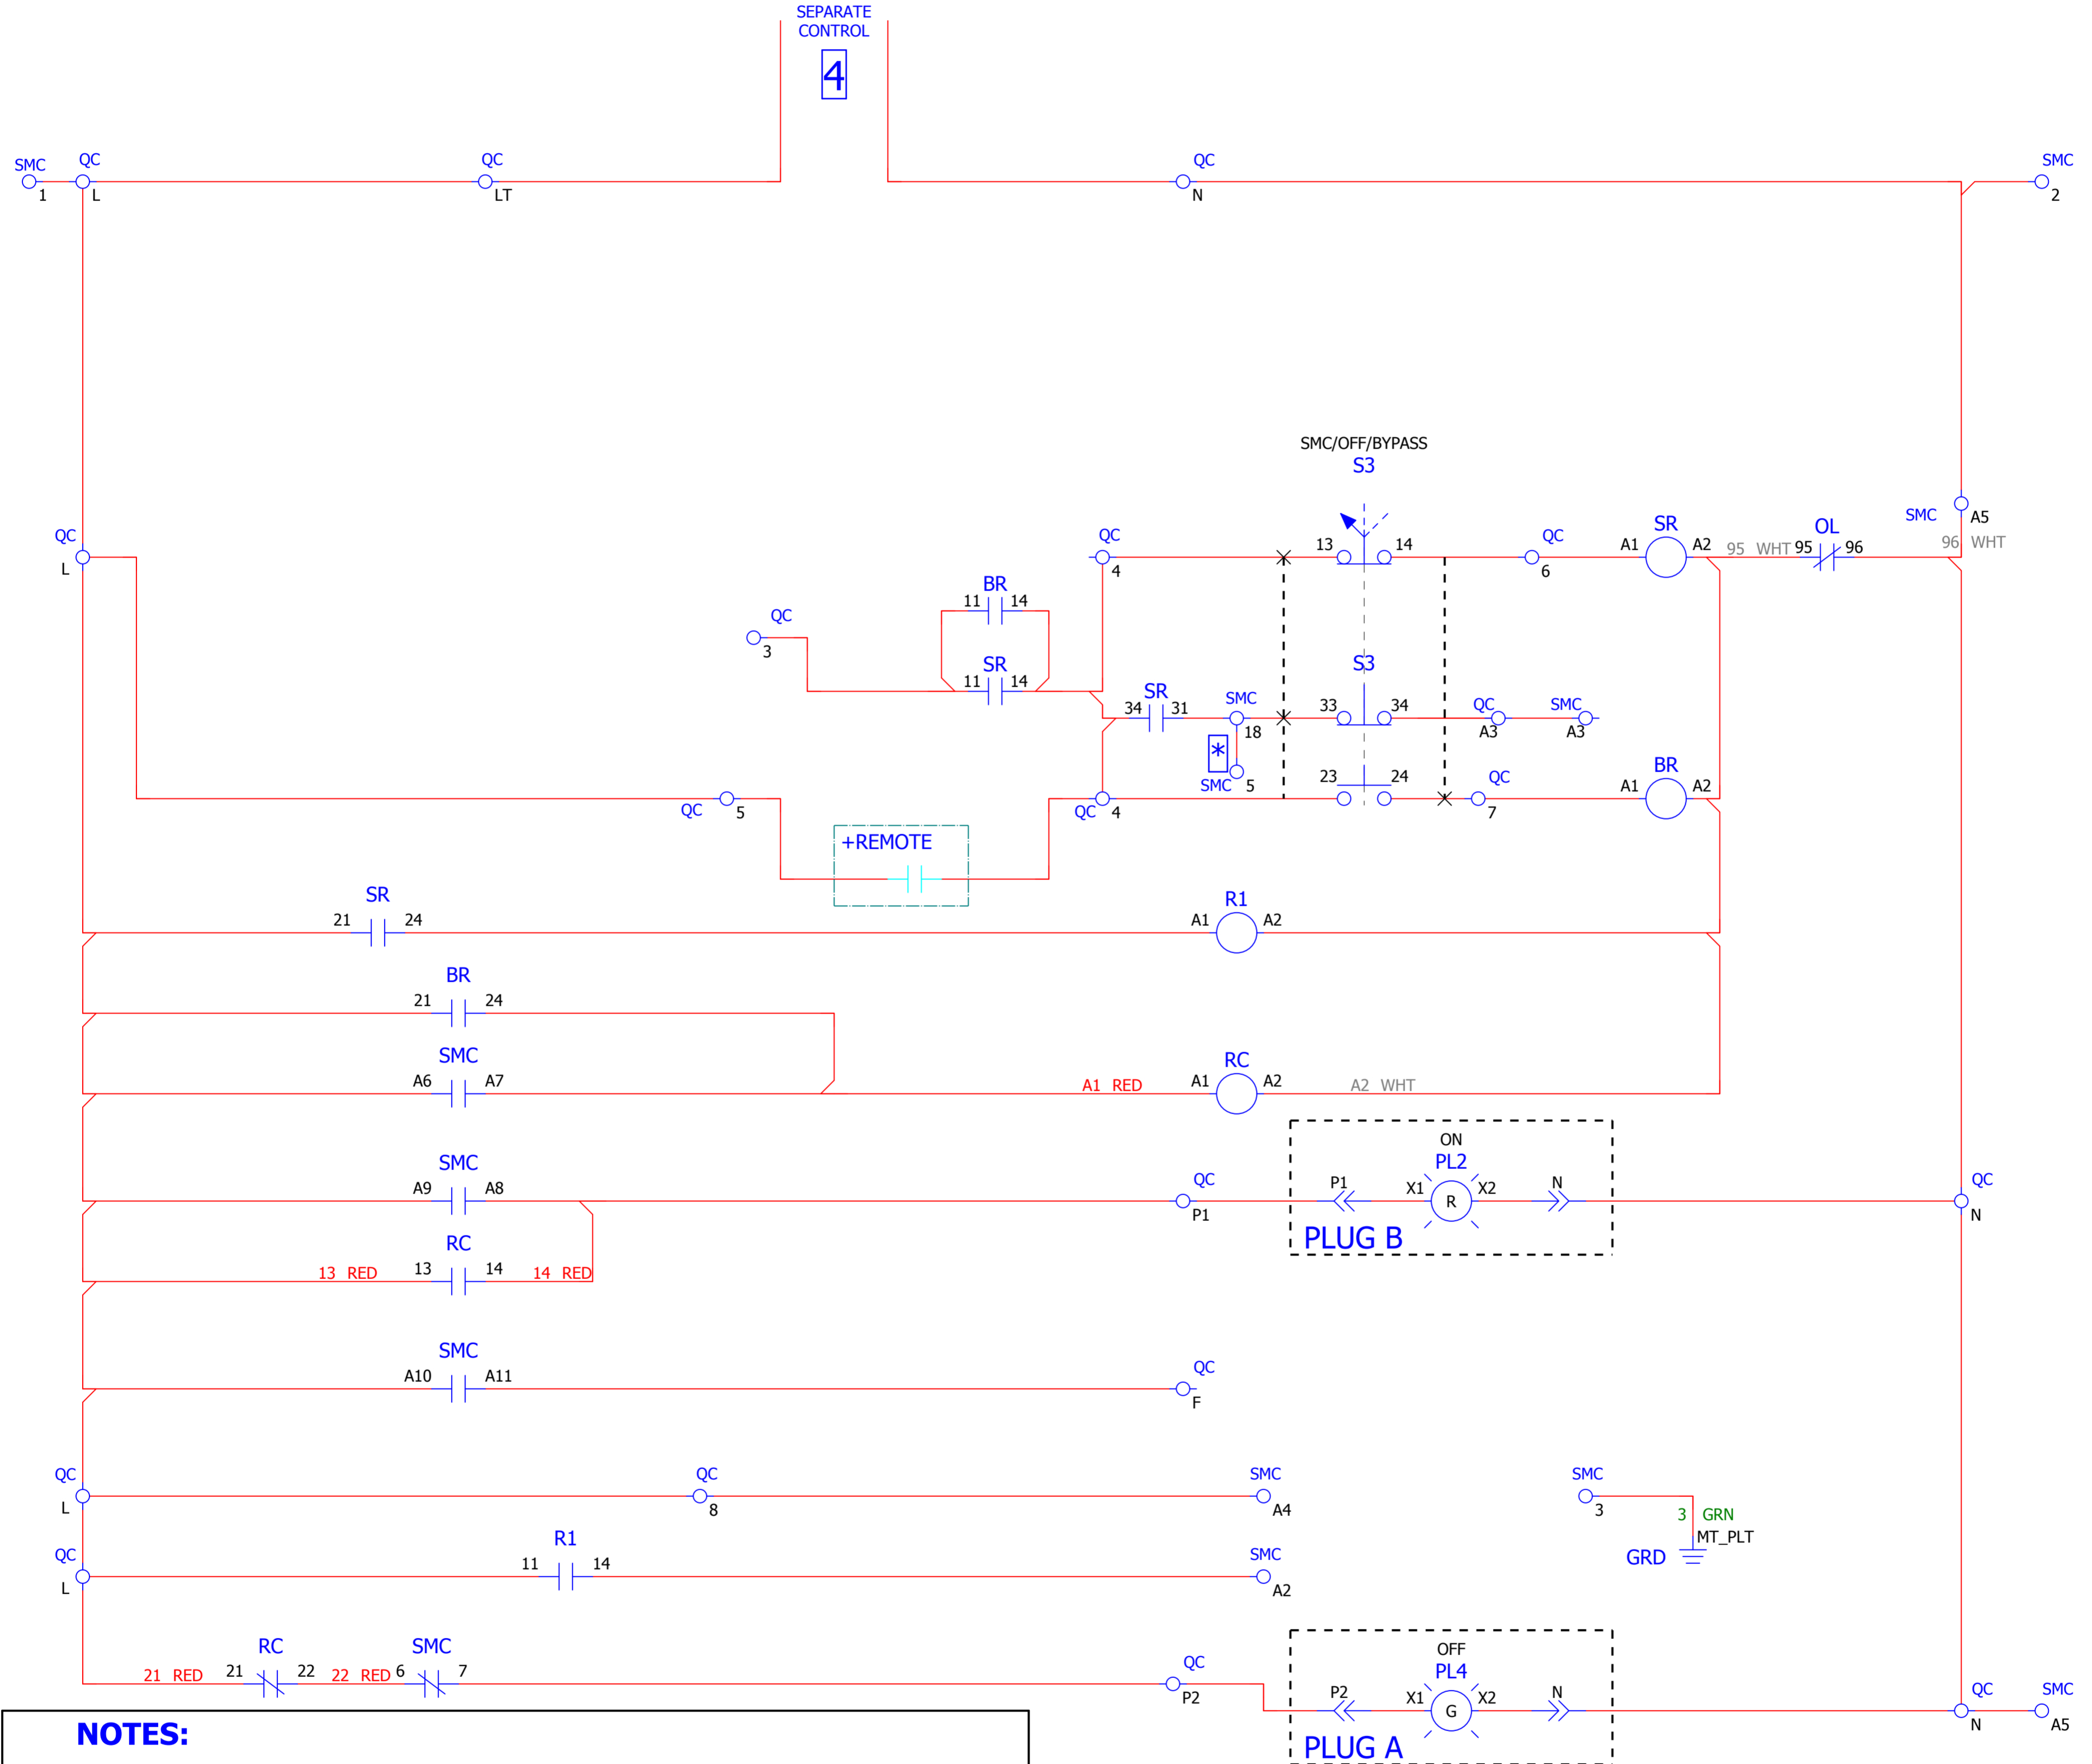 SEPARATE
CONTROL
4
SMC
1
QC
L
QC
LT
QC
N
SMC
2
SMC/OFF/BYPASS
S3
QC
L
QC
4
13
14
QC
6
SR
A1
A2
95 WHT
OL
95
96
SMC
A5
96 WHT
BR
11
14
QC
3
SR
11
14
SR
34
31
SMC
18
*
SMC
5
S3
33
34
QC
A3
SMC
A3
QC
5
QC
4
23
24
QC
7
BR
A1
A2
+REMOTE
SR
21
24
R1
A1
A2
BR
21
24
SMC
A6
A7
A1 RED
RC
A1
A2
A2 WHT
SMC
A9
A8
QC
P1
ON
PL2
P1
X1
R
X2
N
PLUG B
QC
N
RC
13 RED
13
14
14 RED
SMC
A10
A11
QC
F
QC
L
QC
8
SMC
A4
SMC
3
3 GRN
MT_PLT
GRD
QC
L
R1
11
14
SMC
A2
RC
21 RED
21
22
22 RED
SMC
6
7
QC
P2
OFF
PL4
P2
X1
G
X2
N
PLUG A
QC
N
SMC
A5
NOTES: